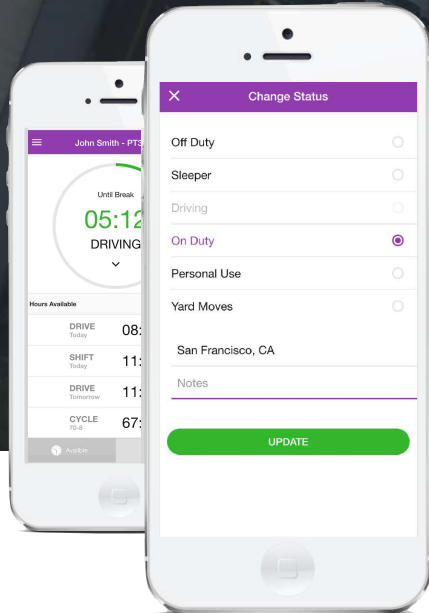 John Smith - PT3
Until Break
05:12
DRIVING
Hours Available
DRIVE
Today
08:
SHIFT
Today
11:
DRIVE
Tomorrow
11:
CYCLE
70-8
67:
Change Status
Off Duty
Sleeper
Driving
On Duty
Personal Use
Yard Moves
San Francisco, CA
Notes
UPDATE